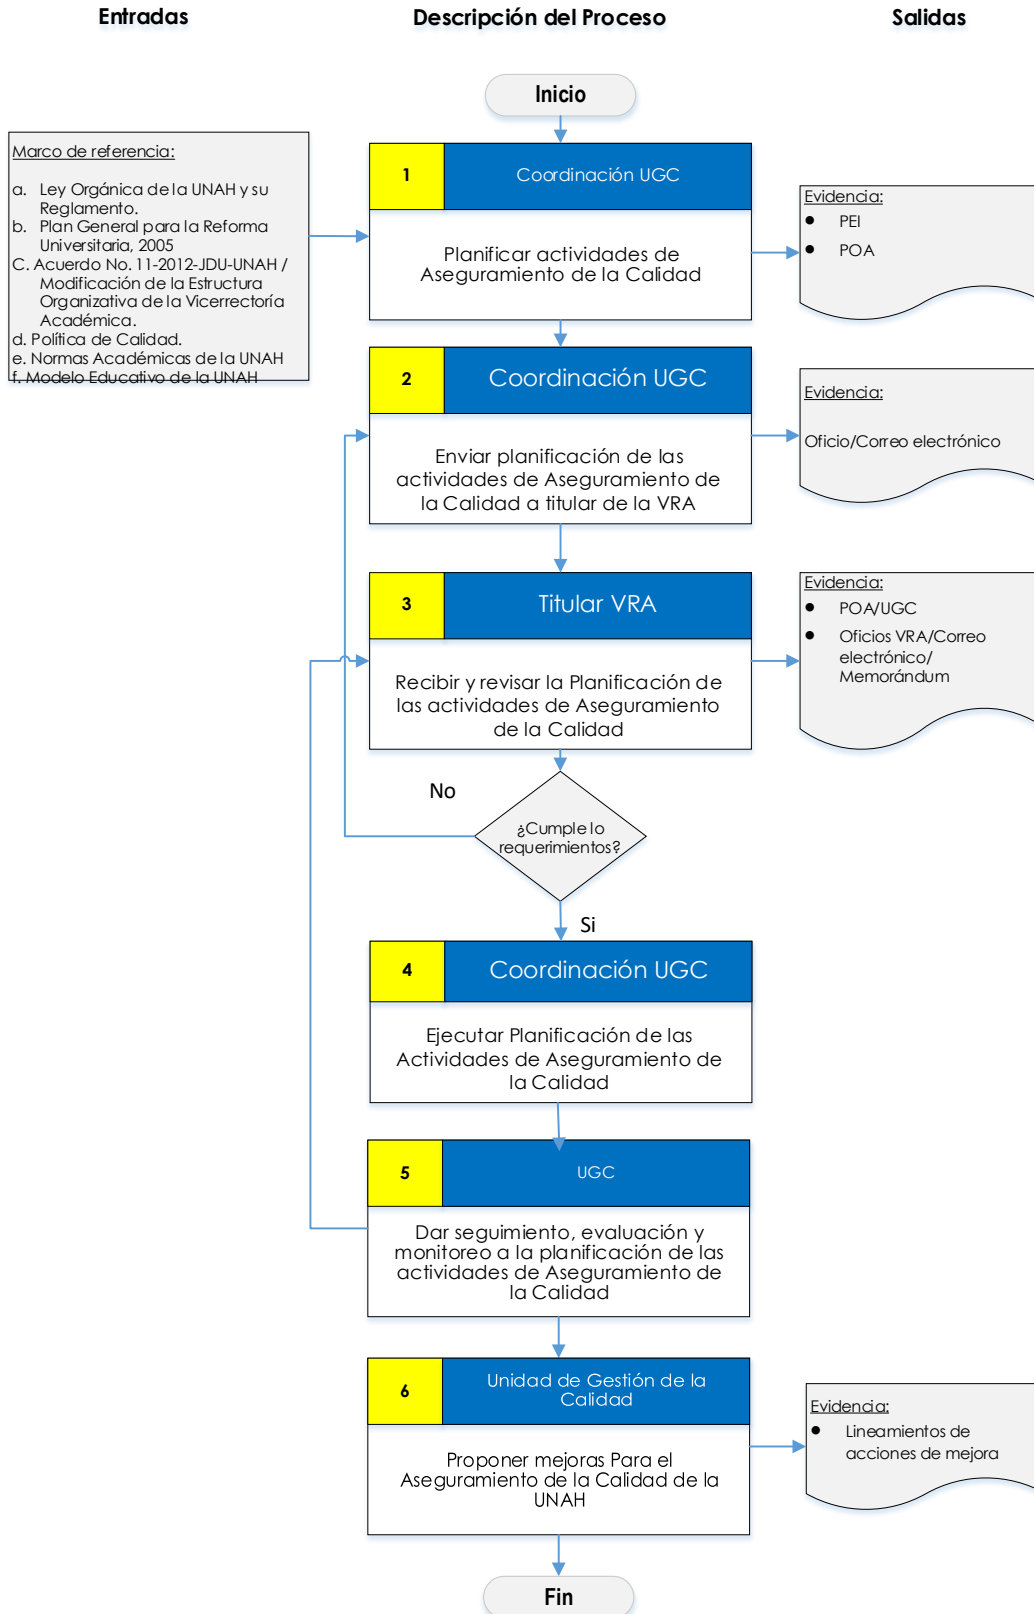 Entradas
Descripción del Proceso
Salidas
Inicio
Marco de referencia:
a. Ley Orgánica de la UNAH y su
Reglamento.
b. Plan General para la Reforma
Universitaria, 2005
C. Acuerdo No. 11-2012-JDU-UNAH /
Modificación de la Estructura
Organizativa de la Vicerrectoría
Académica.
d. Política de Calidad.
e. Normas Académicas de la UNAH
f. Modelo Educativo de la UNAH
1
Coordinación UGC
Planificar actividades de
Aseguramiento de la Calidad
Evidencia:
● PEI
● POA
2
Coordinación UGC
Enviar planificación de las
actividades de Aseguramiento de
la Calidad a titular de la VRA
Evidencia:
Oficio/Correo electrónico
3
Titular VRA
Recibir y revisar la Planificación de
las actividades de Aseguramiento
de la Calidad
Evidencia:
● POA/UGC
● Oficios VRA/Correo
electrónico/
Memorándum
No
¿Cumple lo
requerimientos?
Si
4
Coordinación UGC
Ejecutar Planificación de las
Actividades de Aseguramiento de
la Calidad
5
UGC
Dar seguimiento, evaluación y
monitoreo a la planificación de las
actividades de Aseguramiento de
la Calidad
6
Unidad de Gestión de la
Calidad
Proponer mejoras Para el
Aseguramiento de la Calidad de la
UNAH
Evidencia:
● Lineamientos de
acciones de mejora
Fin